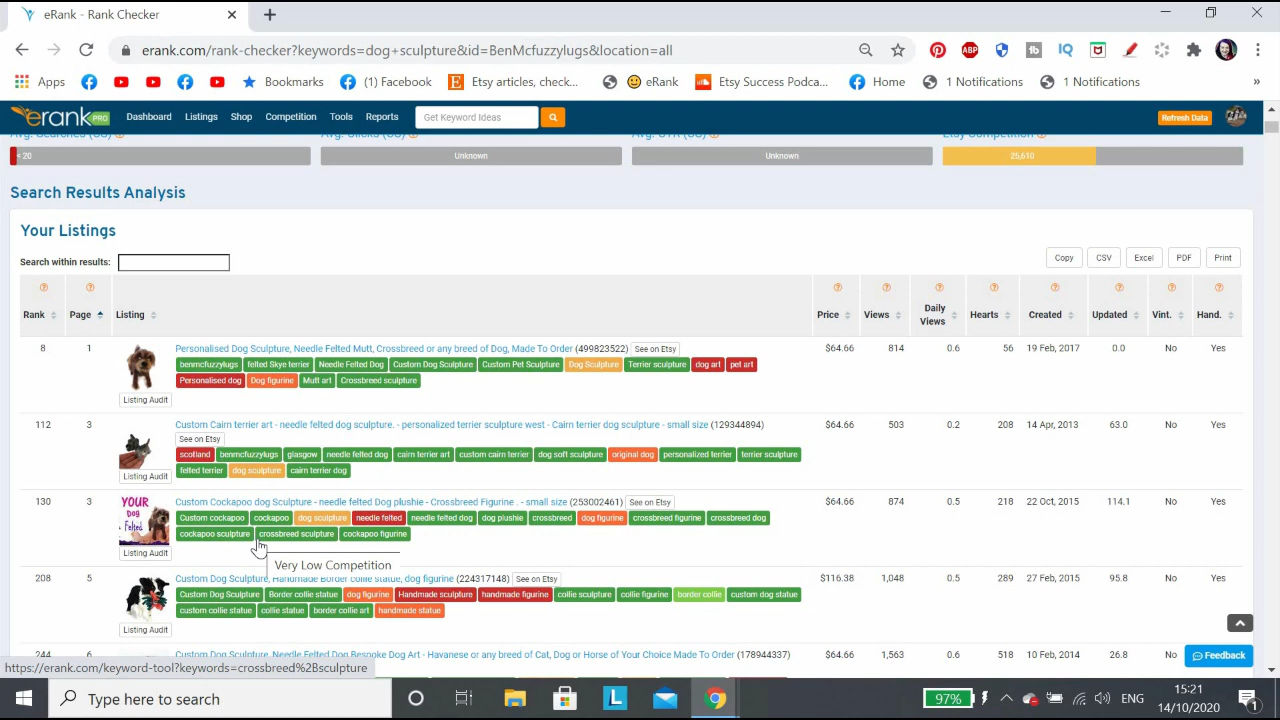 eRank - Rank Checker
erank.com/rank-checker?keywords=dog+sculpture&id=BenMcfuzzylugs&location=all
Apps
Bookmarks
(1) Facebook
Etsy articles, check...
eRank
Etsy Success Podca...
Home
1 Notifications
1 Notifications
»
erank PRO
Dashboard
Listings
Shop
Competition
Tools
Reports
Get Keyword Ideas
Refresh Data
Avg. Searches (US)
Avg. Clicks (US)
Avg. CTR (US)
Etsy Competition
< 20
Unknown
Unknown
25,610
Search Results Analysis
Your Listings
Search within results:
Copy
CSV
Excel
PDF
Print
Rank
Page
Listing
Price
Views
Daily Views
Hearts
Created
Updated
Vint.
Hand.
8 1 Personalised Dog Sculpture, Needle Felted Mutt, Crossbreed or any breed of Dog, Made To Order (499823522) See on Etsy $64.66 814 0.6 56 19 Feb, 2017 0.0 No Yes
benmcfuzzylugs felted Skye terrier Needle Felted Dog Custom Dog Sculpture Custom Pet Sculpture Dog Sculpture Terrier sculpture dog art pet art
Personalised dog Dog figurine Mutt art Crossbreed sculpture
Listing Audit
112 3 Custom Cairn terrier art - needle felted dog sculpture. - personalized terrier sculpture west - Cairn terrier dog sculpture - small size (129344894) $64.66 503 0.2 208 14 Apr, 2013 63.0 No Yes
See on Etsy
scotland benmcfuzzylugs glasgow needle felted dog cairn terrier art custom cairn terrier dog soft sculpture original dog personalized terrier terrier sculpture
felted terrier dog sculpture cairn terrier dog
Listing Audit
130 3 Custom Cockapoo dog Sculpture - needle felted Dog plushie - Crossbreed Figurine . - small size (253002461) See on Etsy $64.66 874 0.5 218 22 Oct, 2015 114.1 No Yes
YOUR
Dog
Felted
Custom cockapoo cockapoo dog sculpture needle felted needle felted dog dog plushie crossbreed dog figurine crossbreed figurine crossbreed dog
cockapoo sculpture crossbreed sculpture cockapoo figurine
Listing Audit
Very Low Competition
208 5 Custom Dog Sculpture, Handmade Border collie statue, dog figurine (224317148) See on Etsy $116.38 1,048 0.5 289 27 Feb, 2015 95.8 No Yes
Custom Dog Sculpture Border collie statue dog figurine Handmade sculpture handmade figurine collie sculpture collie figurine border collie custom dog statue
custom collie statue collie statue border collie art handmade statue
Listing Audit
244 6 Custom Dog Sculpture, Needle Felted Dog Bespoke Dog Art - Havanese or any breed of Cat, Dog or Horse of Your Choice Made To Order (178944337) $64.66 1,563 0.6 518 10 Feb, 2014 26.8 No Yes
Feedback
https://erank.com/keyword-tool?keywords=crossbreed%2Bsculpture
Type here to search
97%
ENG
15:21
14/10/2020
1